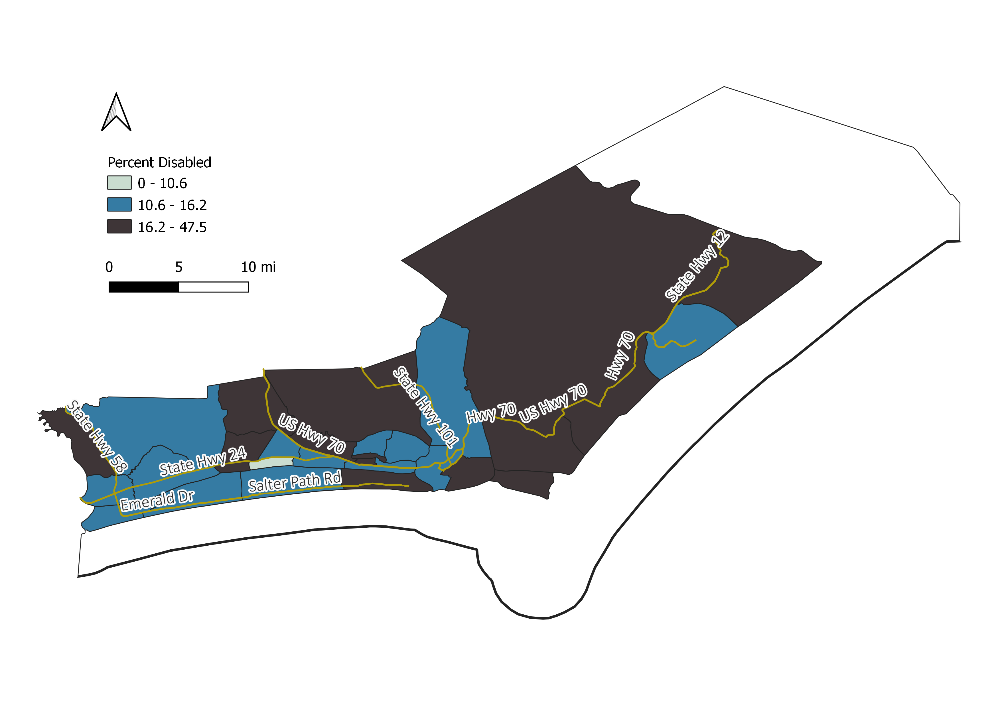 Percent Disabled
0 - 10.6
10.6 - 16.2
16.2 - 47.5
0 5 10 mi
State Hwy 12
Hwy 70
US Hwy 70
Hwy 70
State Hwy 101
US Hwy 70
State Hwy 58
State Hwy 24
Salter Path Rd
Emerald Dr